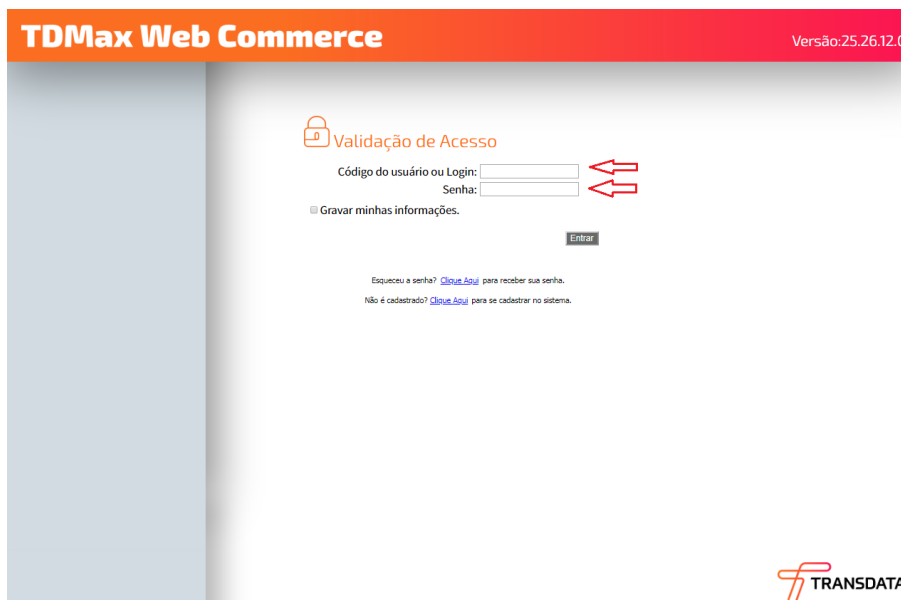 TDMax Web Commerce
Versão:25.26.12.0
Validação de Acesso
Código do usuário ou Login:
Senha:
Gravar minhas informações.
Entrar
Esqueceu a senha? Clique Aqui para receber sua senha.
Não é cadastrado? Clique Aqui para se cadastrar no sistema.
TRANSDATA